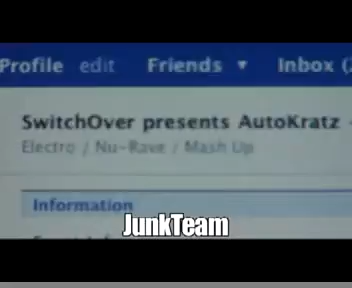 Profile edit Friends ▼ Inbox (
SwitchOver presents AutoKratz -
Electro / Nu-Rave / Mash Up
Information
JunkTeam